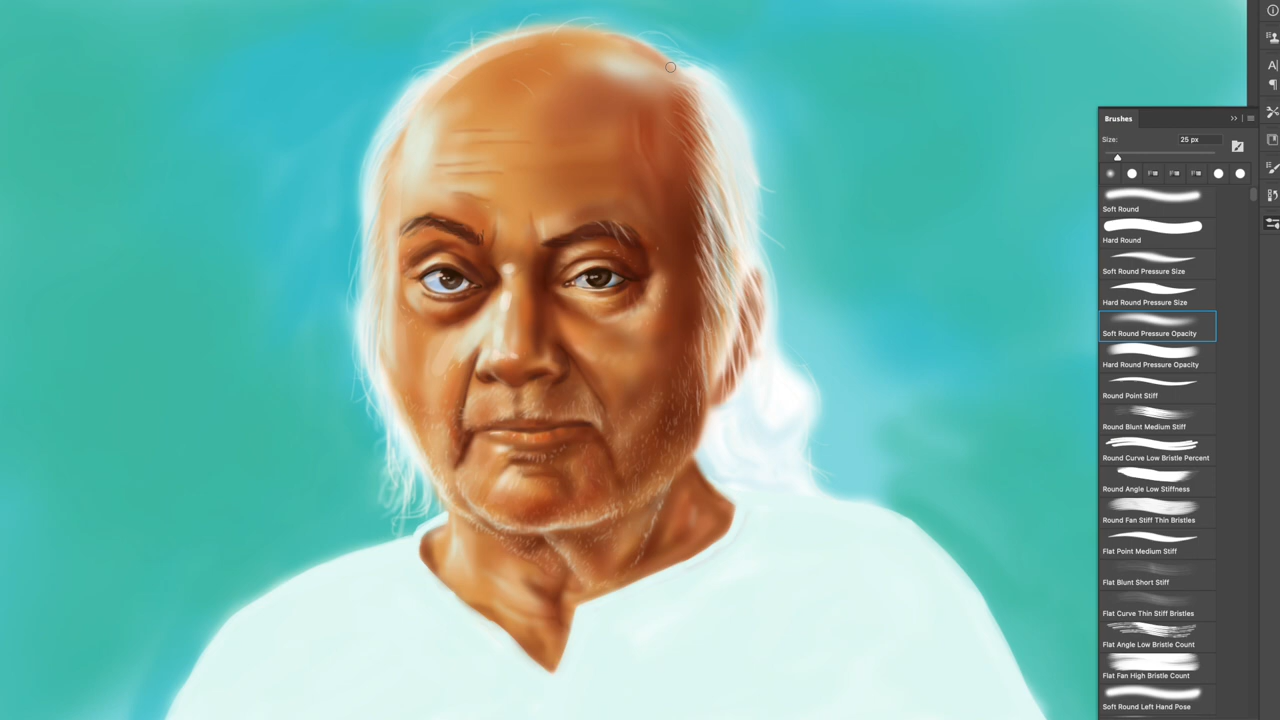 Brushes
Size: 25 px
Soft Round
Hard Round
Soft Round Pressure Size
Hard Round Pressure Size
Soft Round Pressure Opacity
Hard Round Pressure Opacity
Round Point Stiff
Round Blunt Medium Stiff
Round Curve Low Bristle Percent
Round Angle Low Stiffness
Round Fan Stiff Thin Bristles
Flat Point Medium Stiff
Flat Blunt Short Stiff
Flat Curve Thin Stiff Bristles
Flat Angle Low Bristle Count
Flat Fan High Bristle Count
Soft Round Left Hand Pose